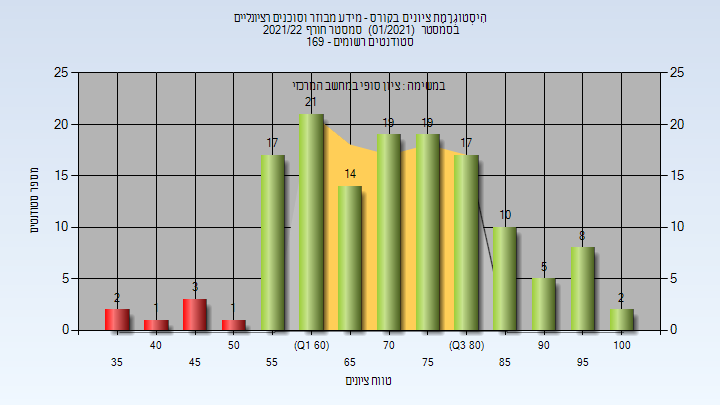 היסטוגרמת ציונים בקורס - מידע מבוזר וסוכנים רציונליים
בסמסטר (01/2021) סמסטר חורף 2021/22
סטודנטים רשומים - 169
במשימה : ציון סופי במחשב המרכזי
25 25
20 20
15 15
10 10
5 5
0 0
מספר סטודנטים
2 1 3 1 17 21 14 19 19 17 10 5 8 2
40 50 (Q1 60) 70 (Q3 80) 90 100
35 45 55 65 75 85 95
טווח ציונים